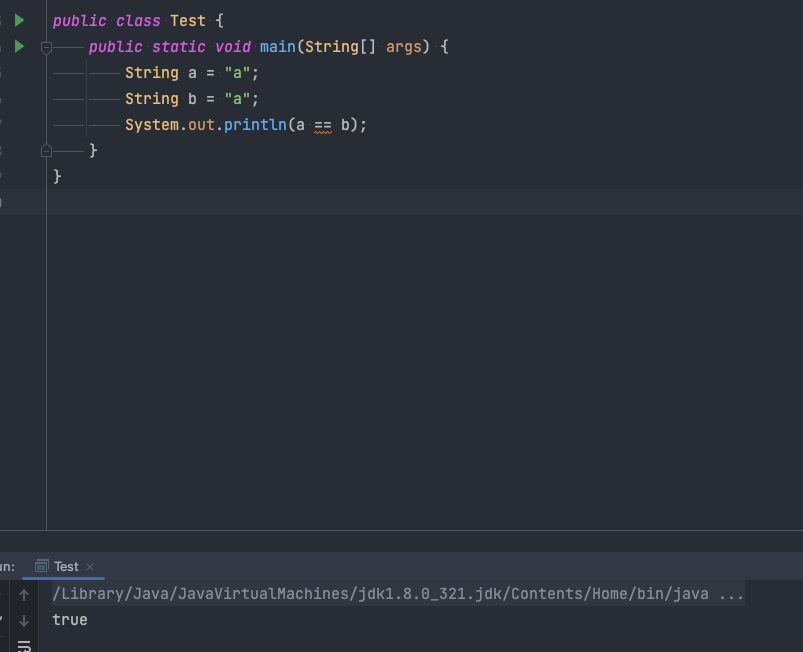 public class Test {
public static void main(String[] args) {
String a = "a";
String b = "a";
System.out.println(a == b);
}
}
Test
/Library/Java/JavaVirtualMachines/jdk1.8.0_321.jdk/Contents/Home/bin/java ...
true